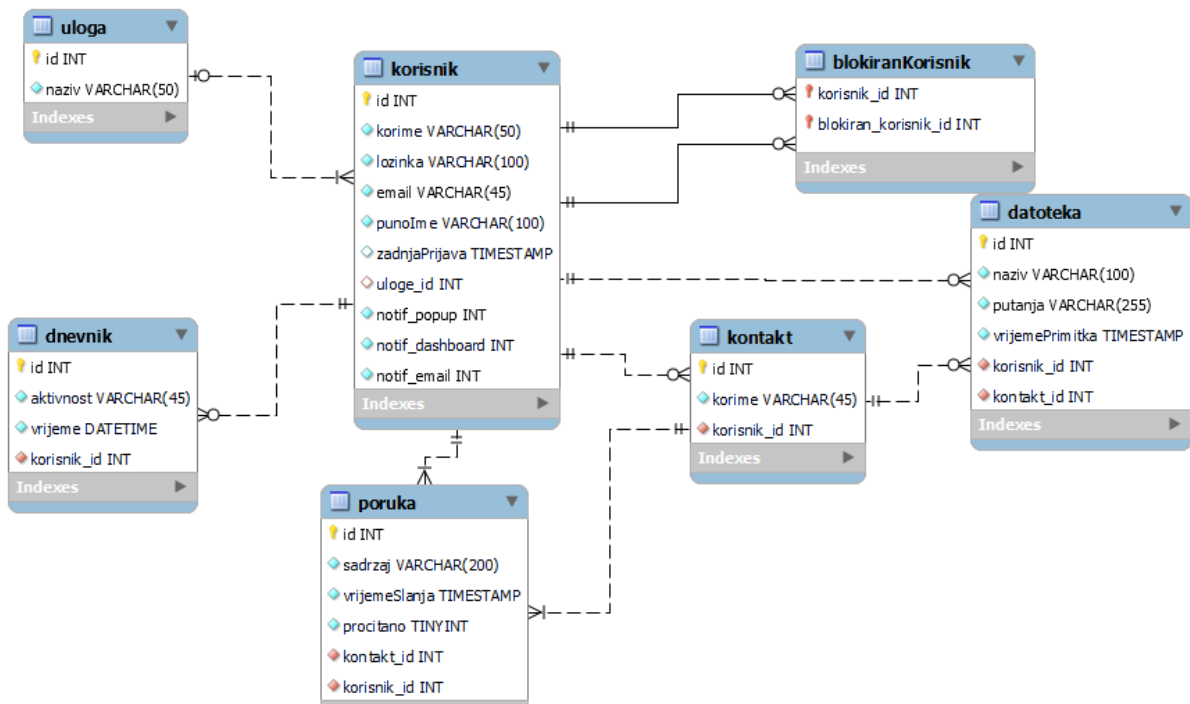 uloga
id INT
naziv VARCHAR(50)
Indexes
korisnik
id INT
korime VARCHAR(50)
lozinka VARCHAR(100)
email VARCHAR(45)
punoIme VARCHAR(100)
zadnjaPrijava TIMESTAMP
uloge_id INT
notif_popup INT
notif_dashboard INT
notif_email INT
Indexes
blokiranKorisnik
korisnik_id INT
blokiran_korisnik_id INT
Indexes
datoteka
id INT
naziv VARCHAR(100)
putanja VARCHAR(255)
vrijemePrimitka TIMESTAMP
korisnik_id INT
kontakt_id INT
Indexes
dnevnik
id INT
aktivnost VARCHAR(45)
vrijeme DATETIME
korisnik_id INT
Indexes
kontakt
id INT
korime VARCHAR(45)
korisnik_id INT
Indexes
poruka
id INT
sadrzaj VARCHAR(200)
vrijemeSlanja TIMESTAMP
procitano TINYINT
kontakt_id INT
korisnik_id INT